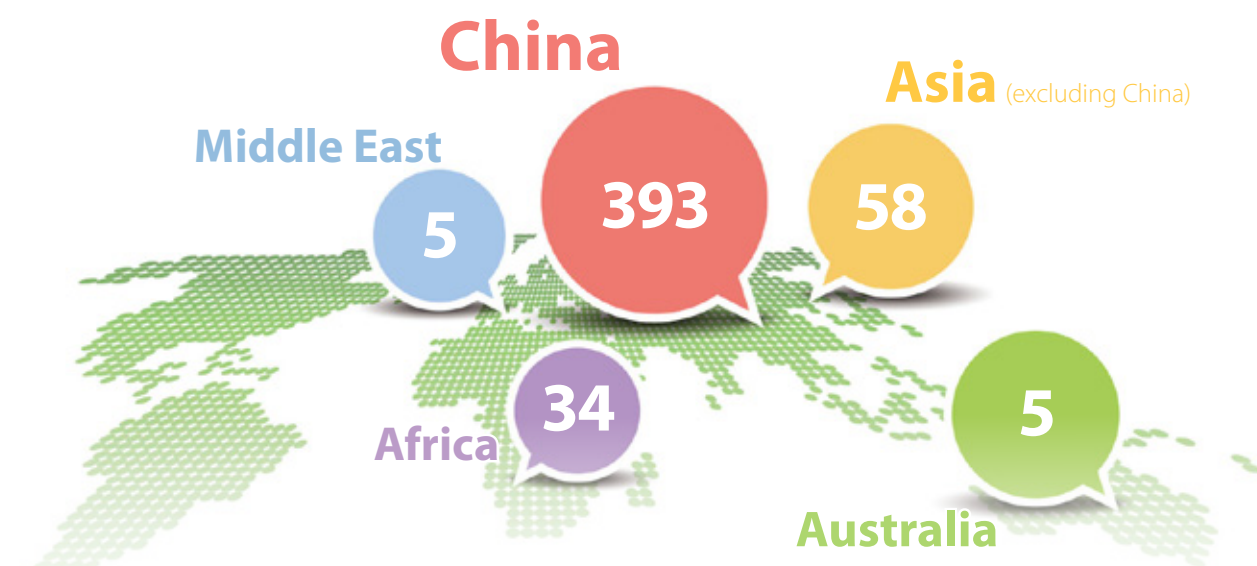 China
Asia (excluding China)
Middle East
393
58
5
34
5
Africa
Australia